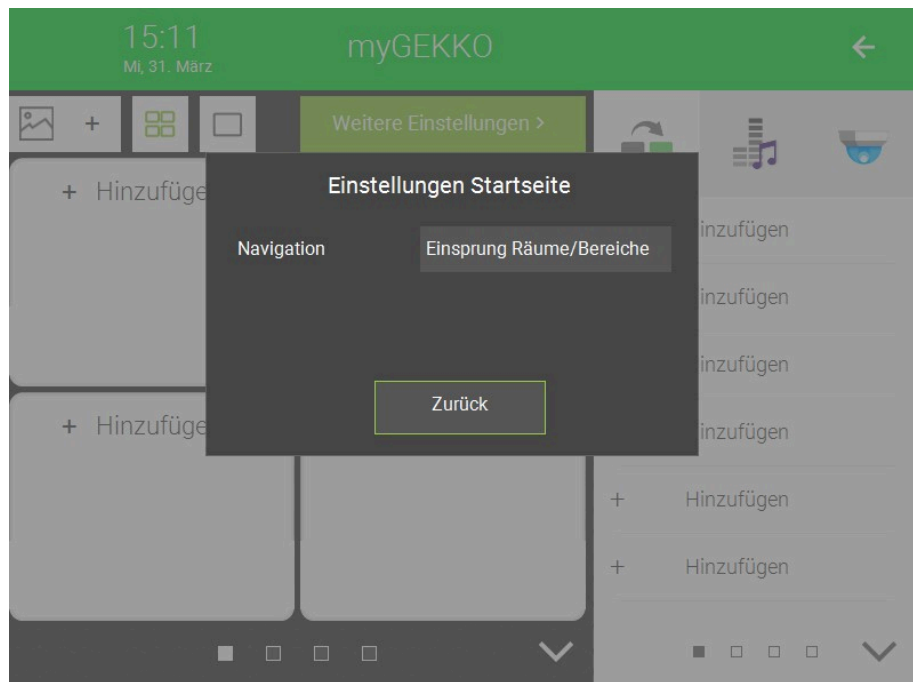 15:11
Mi, 31. März
myGEKKO
+
Weitere Einstellungen >
+ Hinzufüge
Einstellungen Startseite
Navigation
Einsprung Räume/Bereiche
Zurück
+ Hinzufüge
inzufügen
inzufügen
inzufügen
inzufügen
+ Hinzufügen
+ Hinzufügen